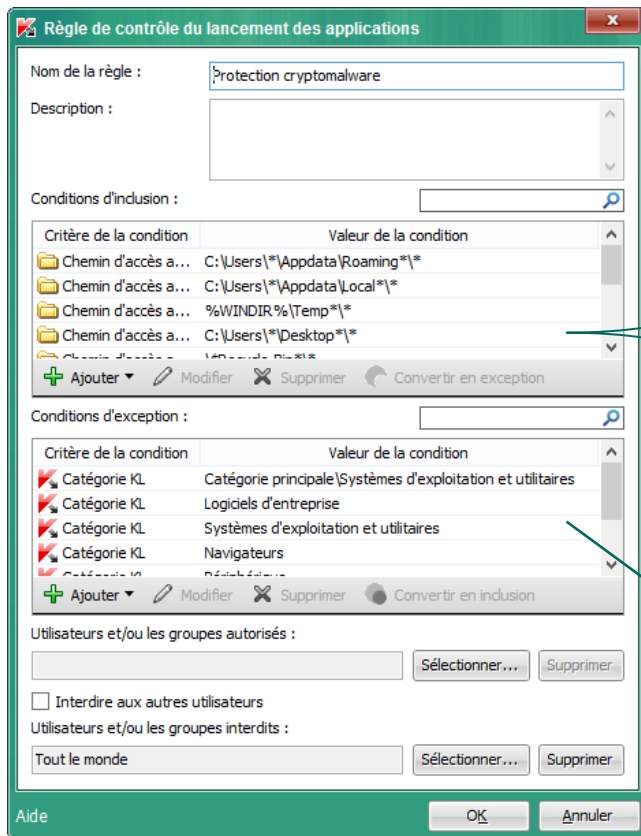 Règle de contrôle du lancement des applications
Nom de la règle :
Protection cryptomalware
Description :
Conditions d'inclusion :
Critère de la condition Valeur de la condition
Chemin d'accès a... C:\Users\*\Appdata\Roaming*\*
Chemin d'accès a... C:\Users\*\Appdata\Local*\*
Chemin d'accès a... %WINDIR%\Temp*\*
Chemin d'accès a... C:\Users\*\Desktop*\*
Chemin d'accès a...
Ajouter Modifier Supprimer Convertir en exception
Conditions d'exception :
Critère de la condition Valeur de la condition
Catégorie KL Catégorie principale\Systèmes d'exploitation et utilitaires
Catégorie KL Logiciels d'entreprise
Catégorie KL Systèmes d'exploitation et utilitaires
Catégorie KL Navigateurs
Catégorie KL
Ajouter Modifier Supprimer Convertir en inclusion
Utilisateurs et/ou les groupes autorisés :
Sélectionner... Supprimer
Interdire aux autres utilisateurs
Utilisateurs et/ou les groupes interdits :
Tout le monde Sélectionner... Supprimer
Aide OK Annuler